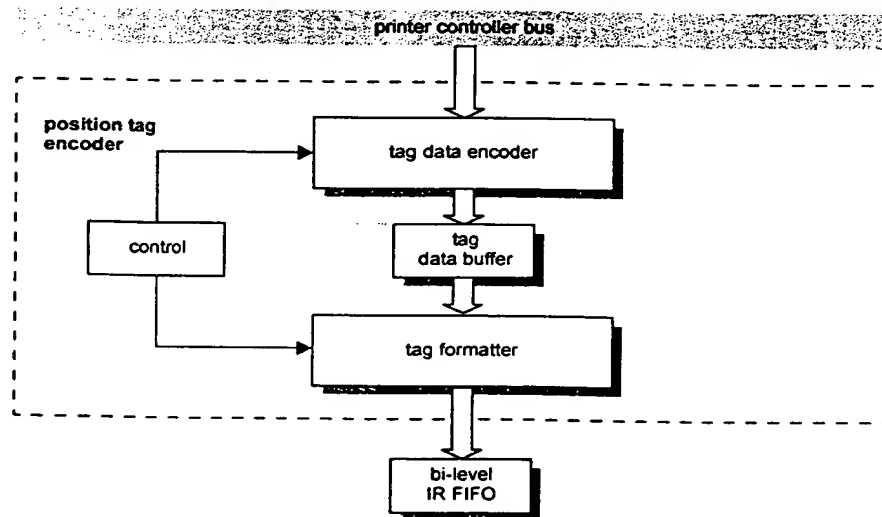 printer controller bus
position tag
encoder
tag data encoder
control
tag
data buffer
tag formatter
bi-level
IR FIFO